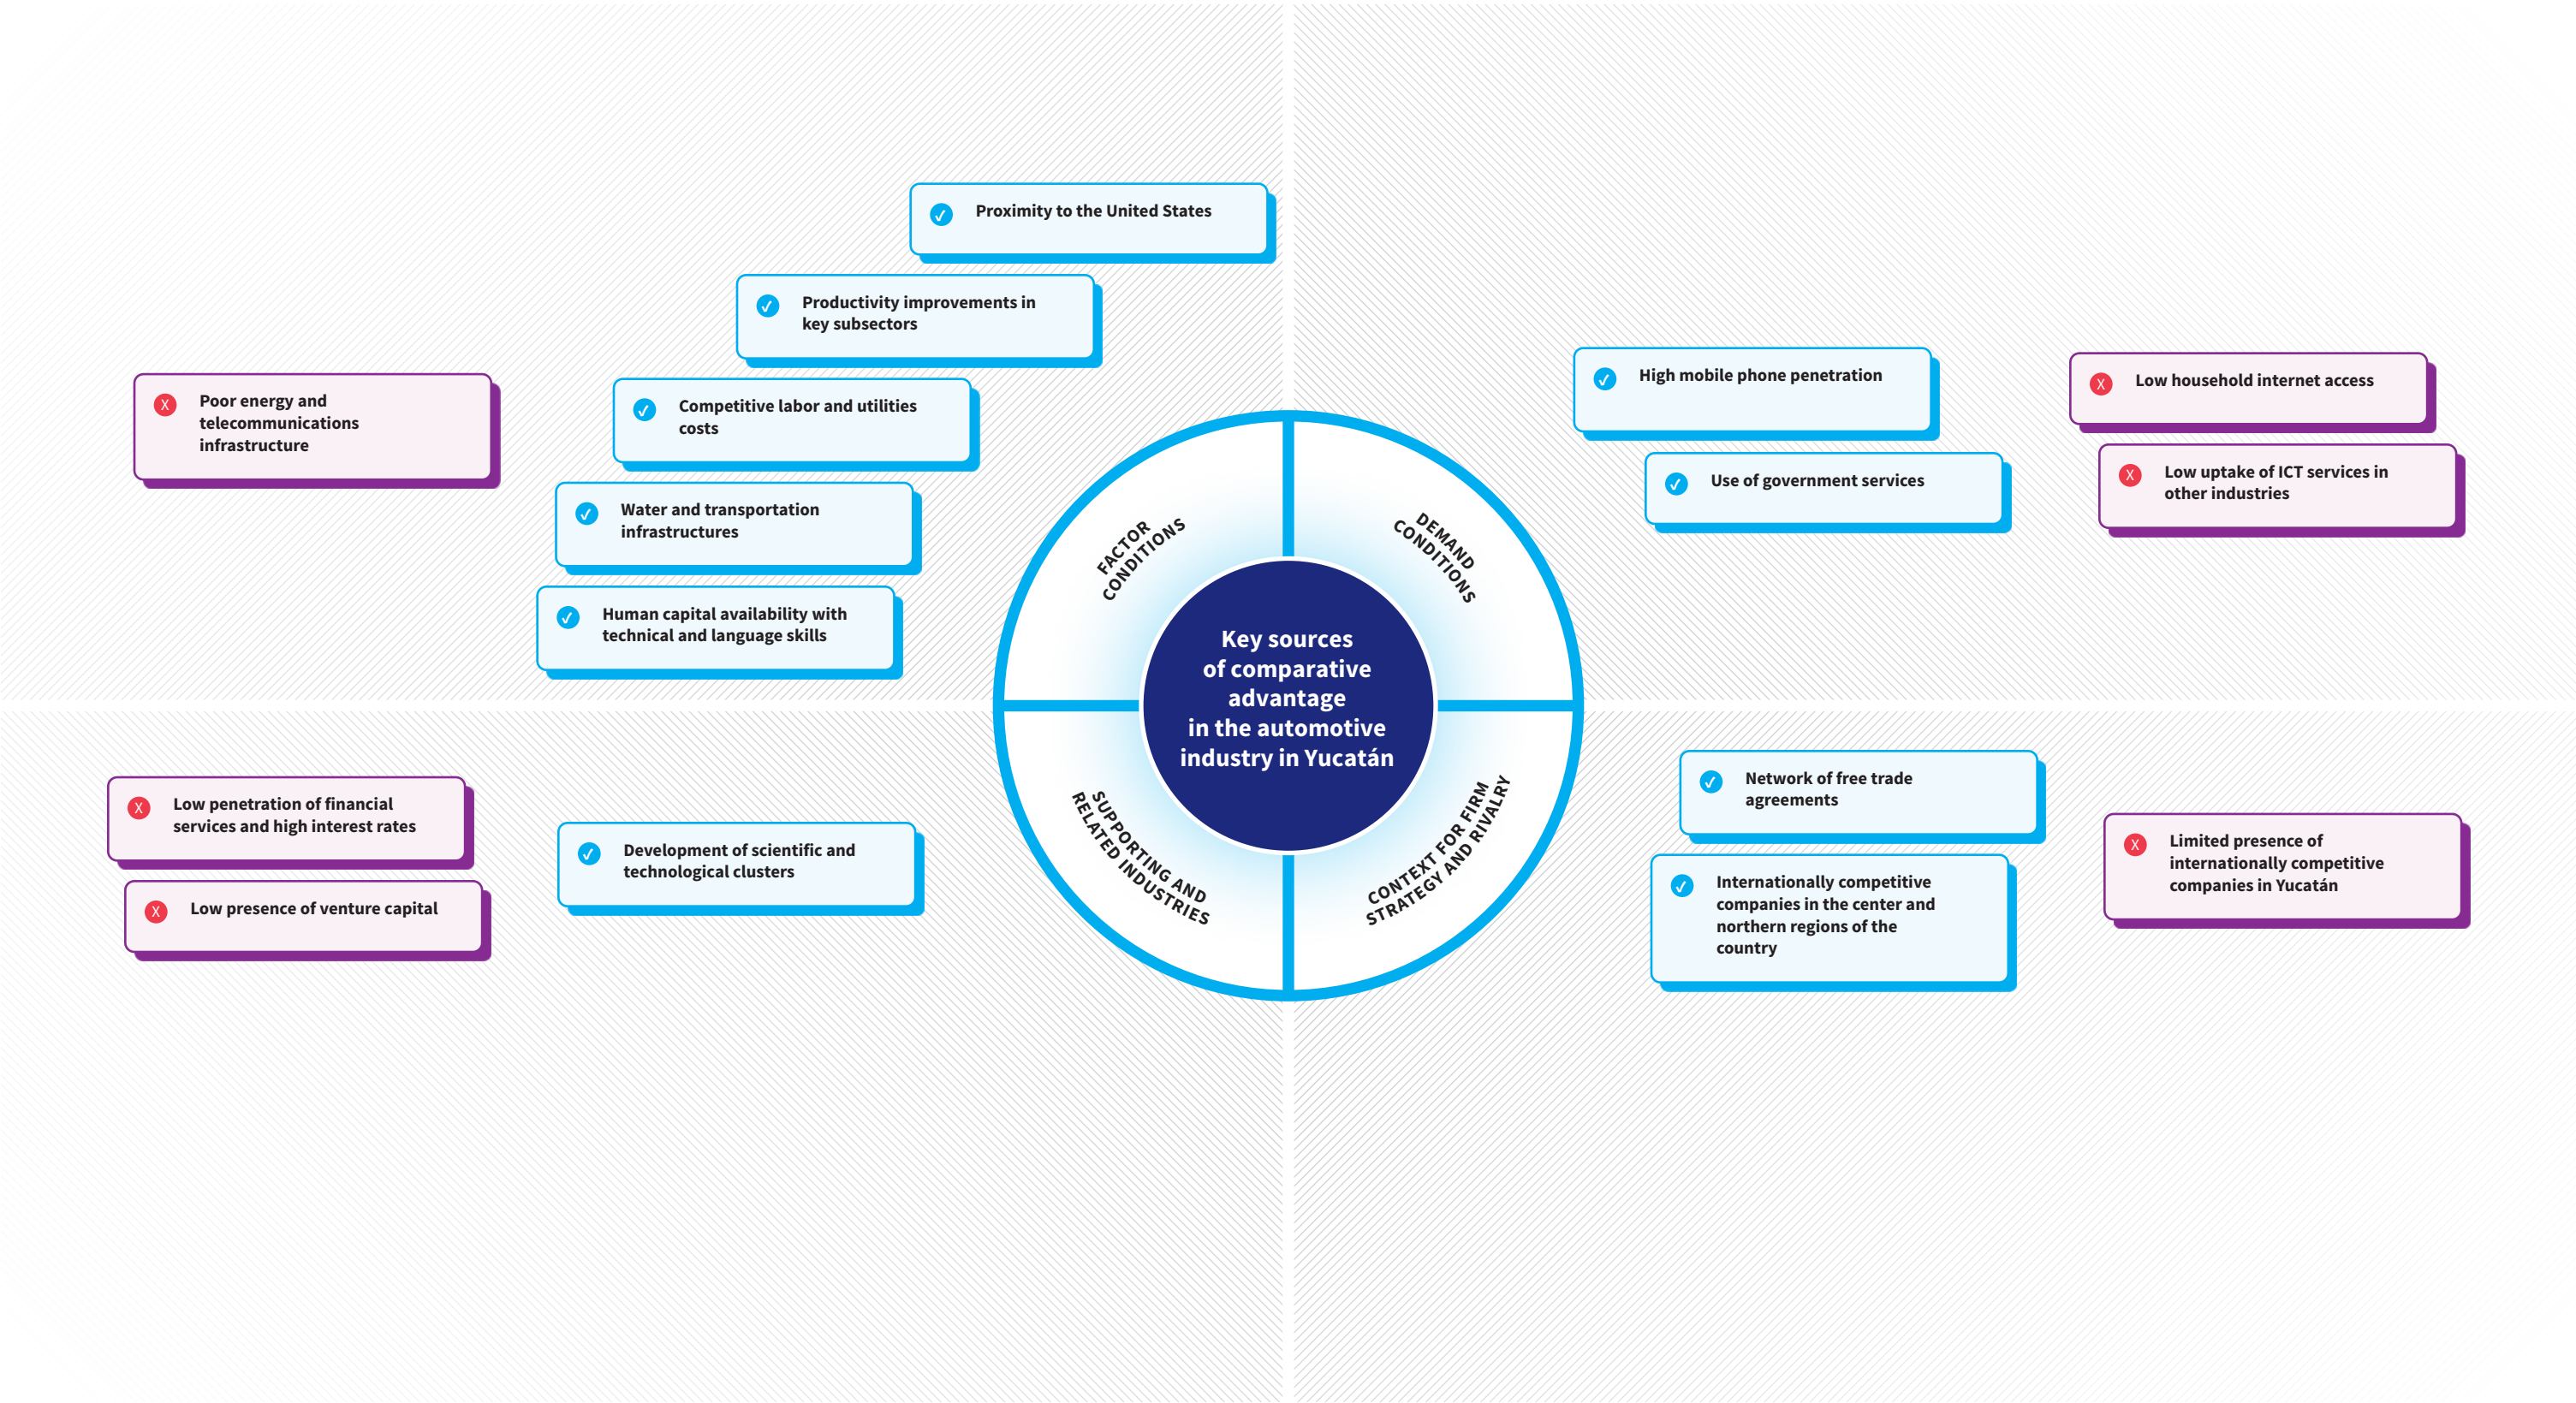 Proximity to the United States
Productivity improvements in
key subsectors
Competitive labor and utilities
costs
Water and transportation
infrastructures
Human capital availability with
technical and language skills
X
Poor energy and
telecommunications
infrastructure
High mobile phone penetration
Use of government services
X
Low household internet access
X
Low uptake of ICT services in
other industries
FACTOR
CONDITIONS
DEMAND
CONDITIONS
Key sources
of comparative
advantage
in the automotive
industry in Yucatán
SUPPORTING AND
RELATED INDUSTRIES
CONTEXT FOR FIRM
STRATEGY AND RIVALRY
X
Low penetration of financial
services and high interest rates
X
Low presence of venture capital
Development of scientific and
technological clusters
Network of free trade
agreements
Internationally competitive
companies in the center and
northern regions of the
country
X
Limited presence of
internationally competitive
companies in Yucatán